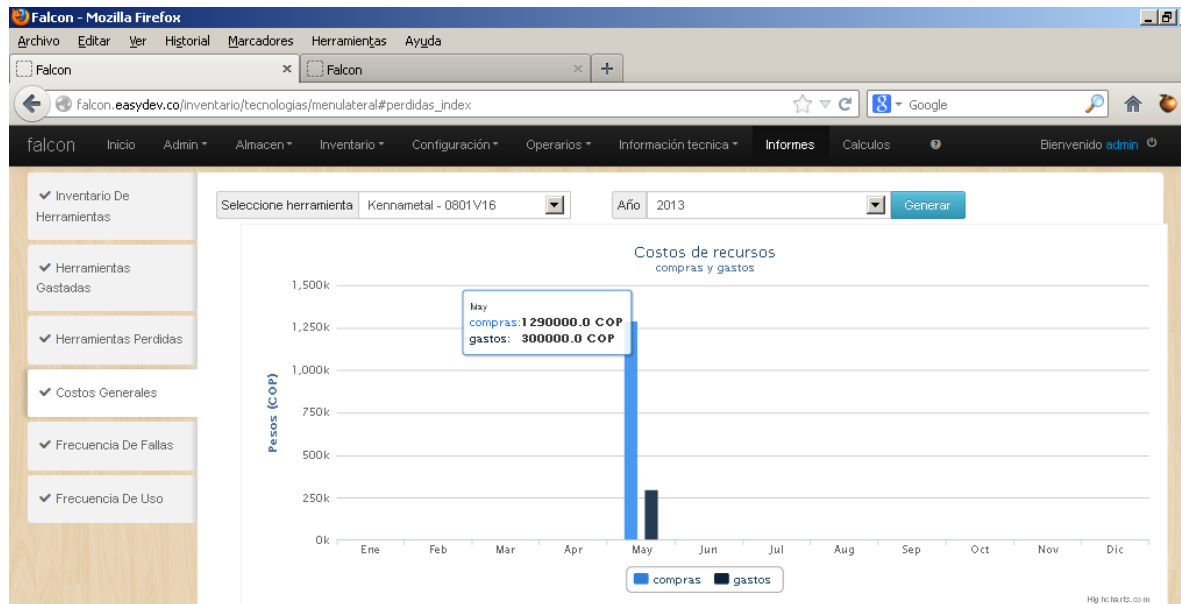 Falcon - Mozilla Firefox
Archivo Editar Ver Historial Marcadores Herramientas Ayuda
Falcon × Falcon × +
falcon.easydev.co/inventario/tecnologias/menulateral#perdidas_index Google
falcon Inicio Admin Almacen Inventario Configuración Operarios Información tecnica Informes Calculos ? Bienvenido admin
Inventario De
Herramientas
Herramientas
Gastadas
Herramientas Perdidas
Costos Generales
Frecuencia De Fallas
Frecuencia De Uso
Seleccione herramienta Kennametal - 0801V16 Año 2013 Generar
Costos de recursos
compras y gastos
Pesos (COP)
1,500k
1,250k
1,000k
750k
500k
250k
0k
May
compras: 1290000.0 COP
gastos: 300000.0 COP
Ene Feb Mar Apr May Jun Jul Aug Sep Oct Nov Dic
compras gastos
Highcharts.com